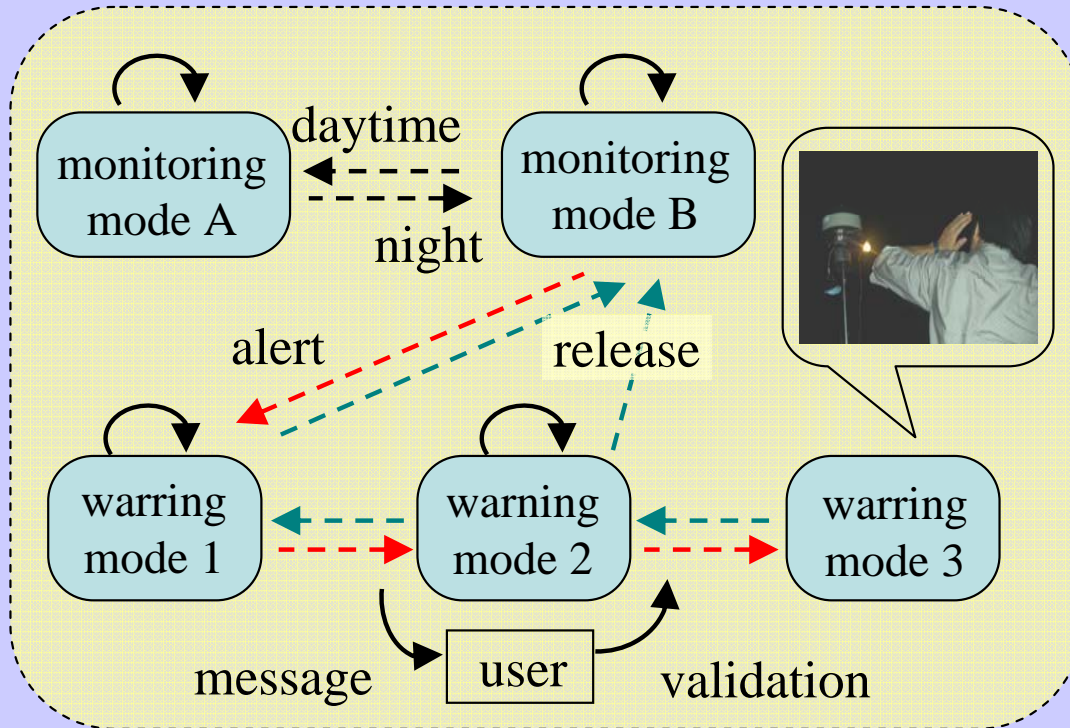 daytime
monitoring
mode A
monitoring
mode B
night
alert
release
warring
mode 1
warning
mode 2
warring
mode 3
message
user
validation